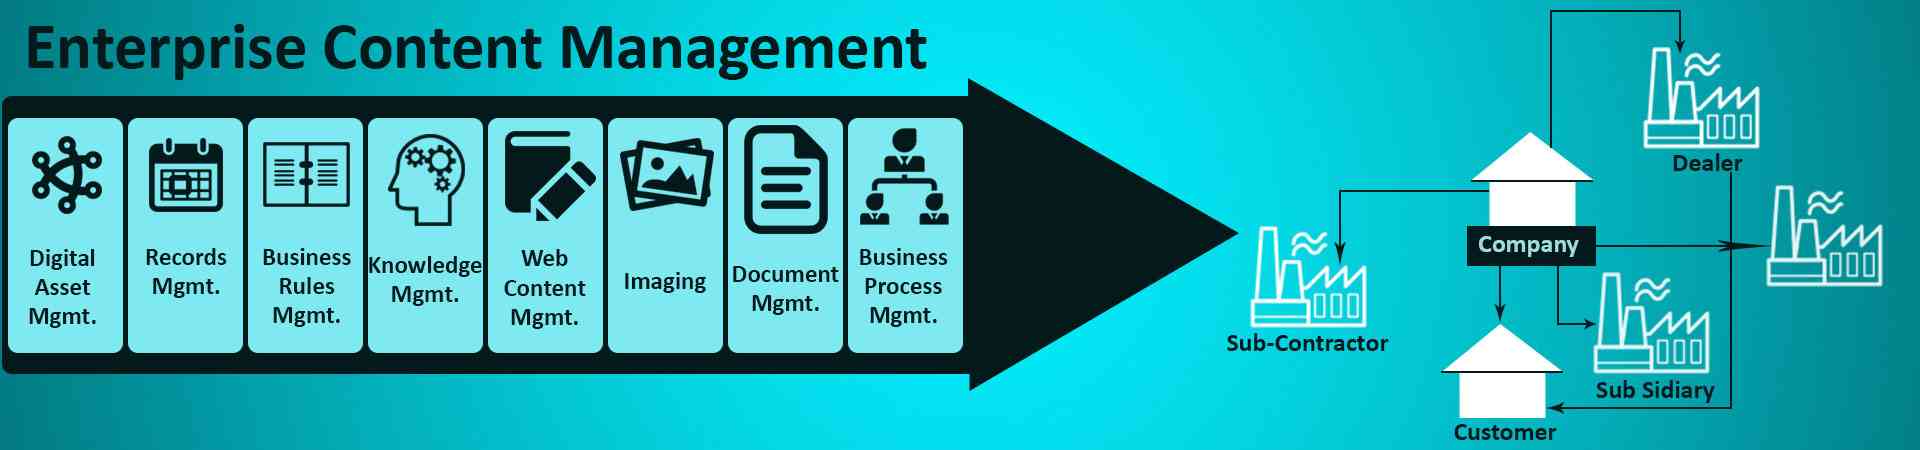 Enterprise Content Management
Digital
Asset
Mgmt.
Records
Mgmt.
Business
Rules
Mgmt.
Knowledge
Mgmt.
Web
Content
Mgmt.
Imaging
Document
Mgmt.
Business
Process
Mgmt.
Dealer
Company
Sub-Contractor
Sub Sidiary
Customer